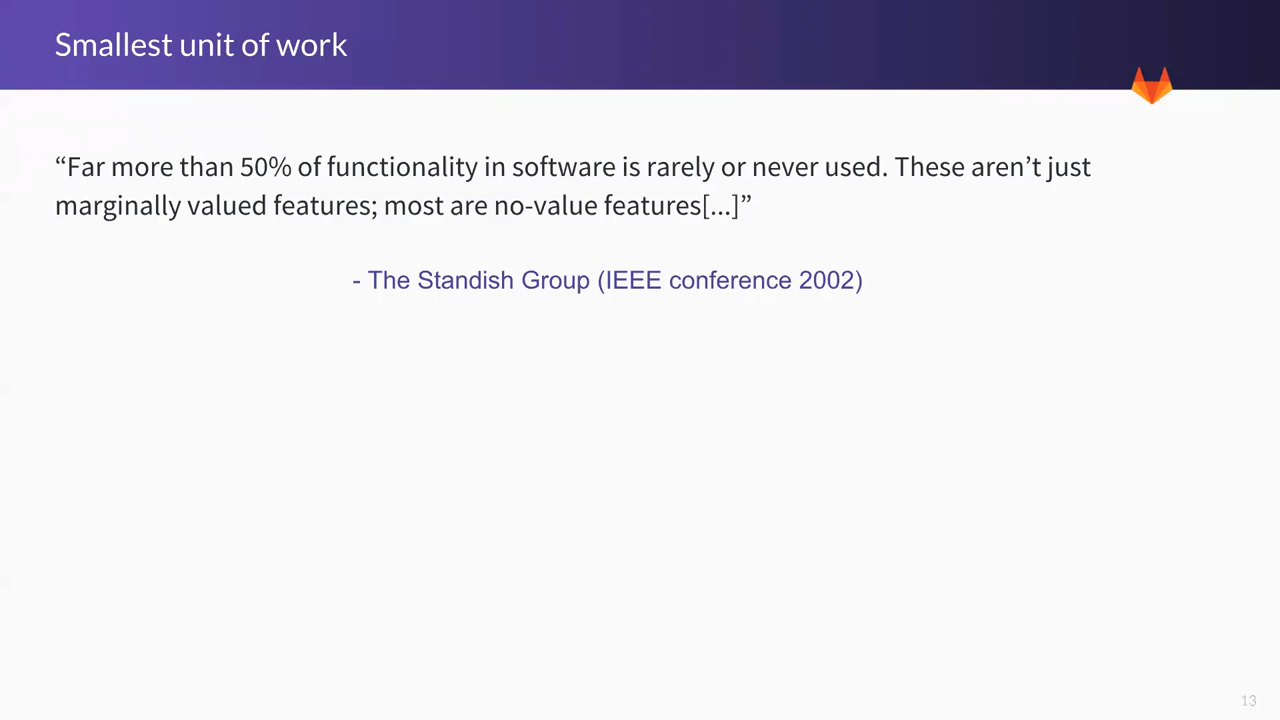 Smallest unit of work
“Far more than 50% of functionality in software is rarely or never used. These aren’t just
marginally valued features; most are no-value features[...]”
- The Standish Group (IEEE conference 2002)
13